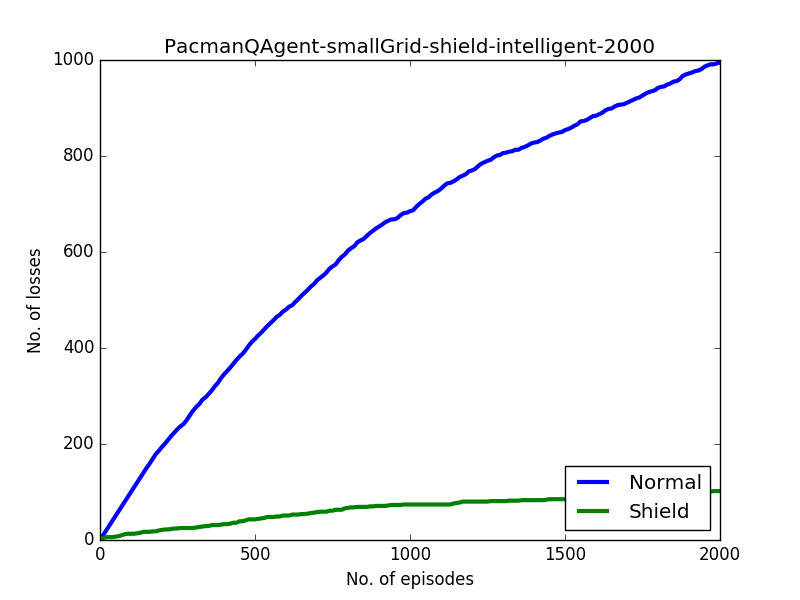 PacmanQAgent-smallGrid-shield-intelligent-2000
1000
800
600
400
200
0
No. of losses
Normal
Shield
0 500 1000 1500 2000
No. of episodes